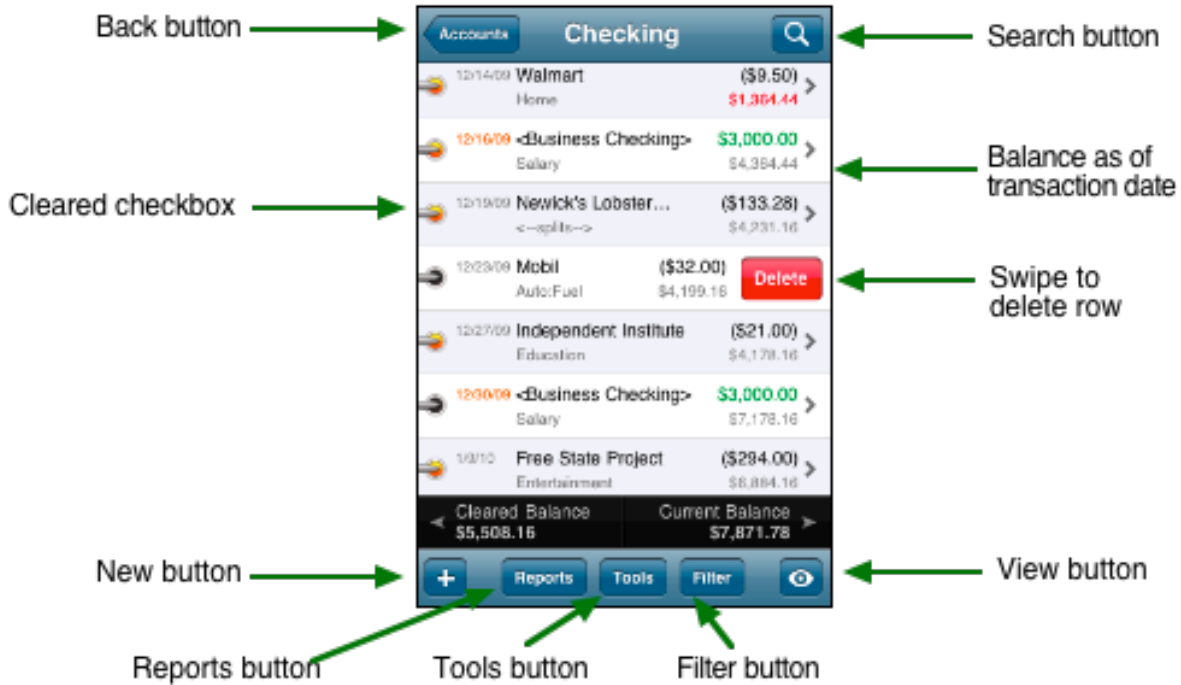 Back button
Accounts
Checking
Search button
12/14/09 Walmart ($9.50)
Home $1,364.44
12/16/09 <Business Checking> $3,000.00
Salary $4,364.44
Balance as of
transaction date
Cleared checkbox
12/19/09 Newick's Lobster... ($133.28)
<--splits--> $4,231.16
12/23/09 Mobil ($32.00) Delete
Auto:Fuel $4,199.16
Swipe to
delete row
12/27/09 Independent Institute ($21.00)
Education $4,178.16
12/30/09 <Business Checking> $3,000.00
Salary $7,178.16
Free State Project ($294.00)
Entertainment $6,884.16
Cleared Balance Current Balance
$5,508.16 $7,871.78
New button
+ Reports Tools Filter
View button
Reports button
Tools button
Filter button